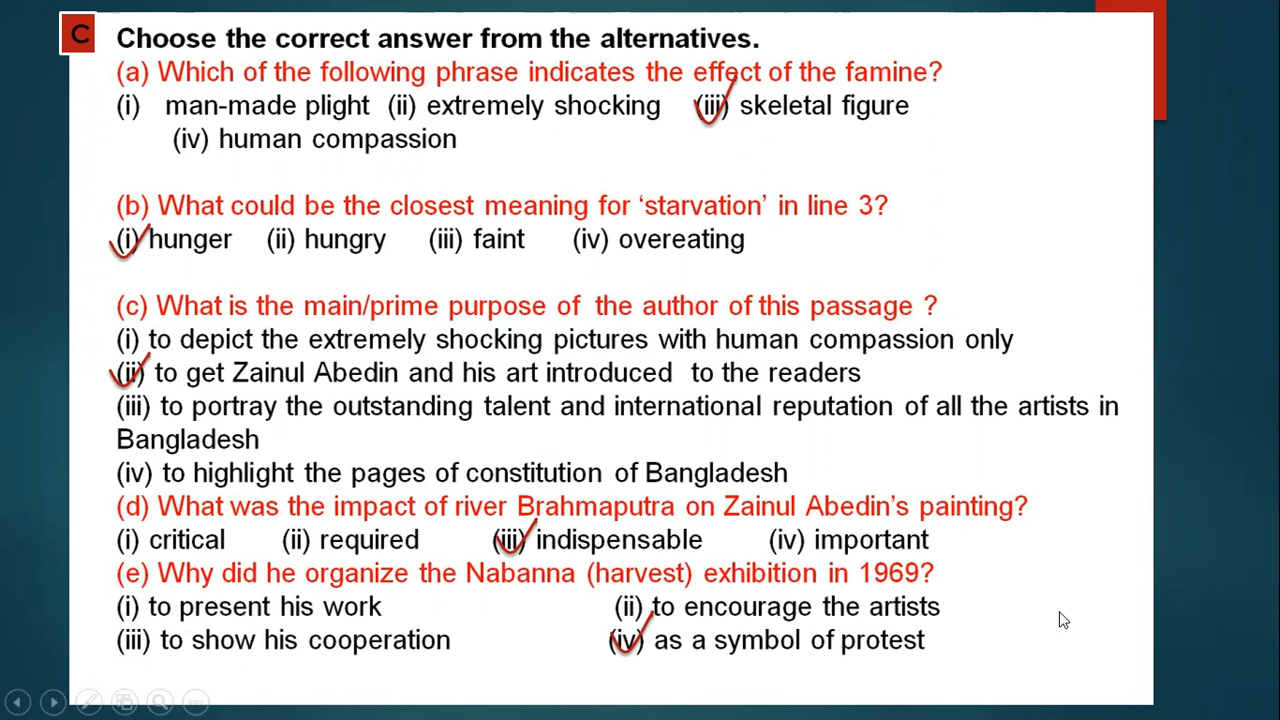 C
Choose the correct answer from the alternatives.
(a) Which of the following phrase indicates the effect of the famine?
(i) man-made plight (ii) extremely shocking (iii) skeletal figure
(iv) human compassion
(b) What could be the closest meaning for ‘starvation’ in line 3?
(i) hunger (ii) hungry (iii) faint (iv) overeating
(c) What is the main/prime purpose of the author of this passage ?
(i) to depict the extremely shocking pictures with human compassion only
(ii) to get Zainul Abedin and his art introduced to the readers
(iii) to portray the outstanding talent and international reputation of all the artists in
Bangladesh
(iv) to highlight the pages of constitution of Bangladesh
(d) What was the impact of river Brahmaputra on Zainul Abedin’s painting?
(i) critical (ii) required (iii) indispensable (iv) important
(e) Why did he organize the Nabanna (harvest) exhibition in 1969?
(i) to present his work (ii) to encourage the artists
(iii) to show his cooperation (iv) as a symbol of protest